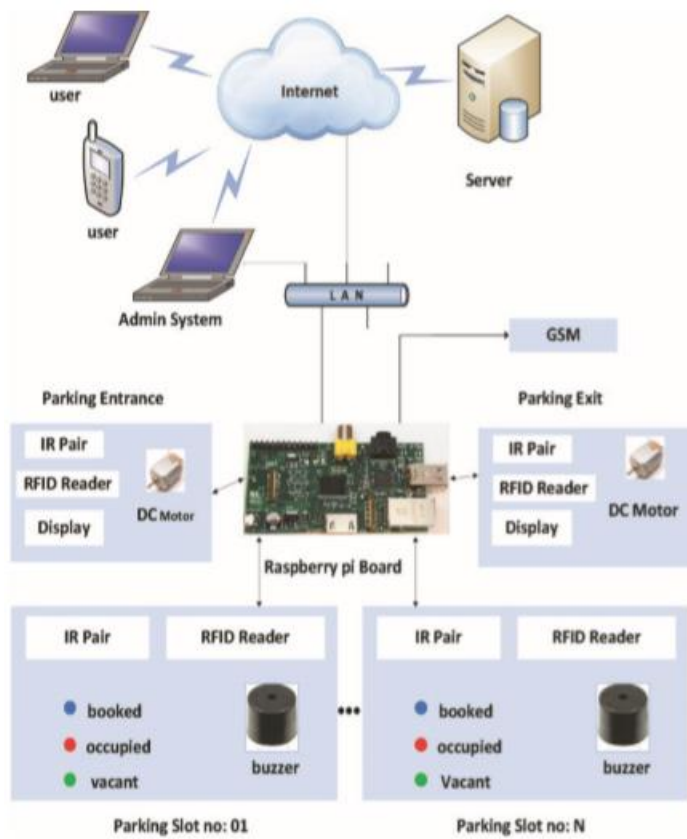 user
Internet
Server
user
Admin System
LAN
GSM
Parking Entrance
Parking Exit
IR Pair
RFID Reader
Display
DC Motor
IR Pair
RFID Reader
Display
DC Motor
Raspberry pi Board
IR Pair
RFID Reader
booked
occupied
vacant
buzzer
IR Pair
RFID Reader
booked
occupied
Vacant
buzzer
Parking Slot no: 01
Parking Slot no: N